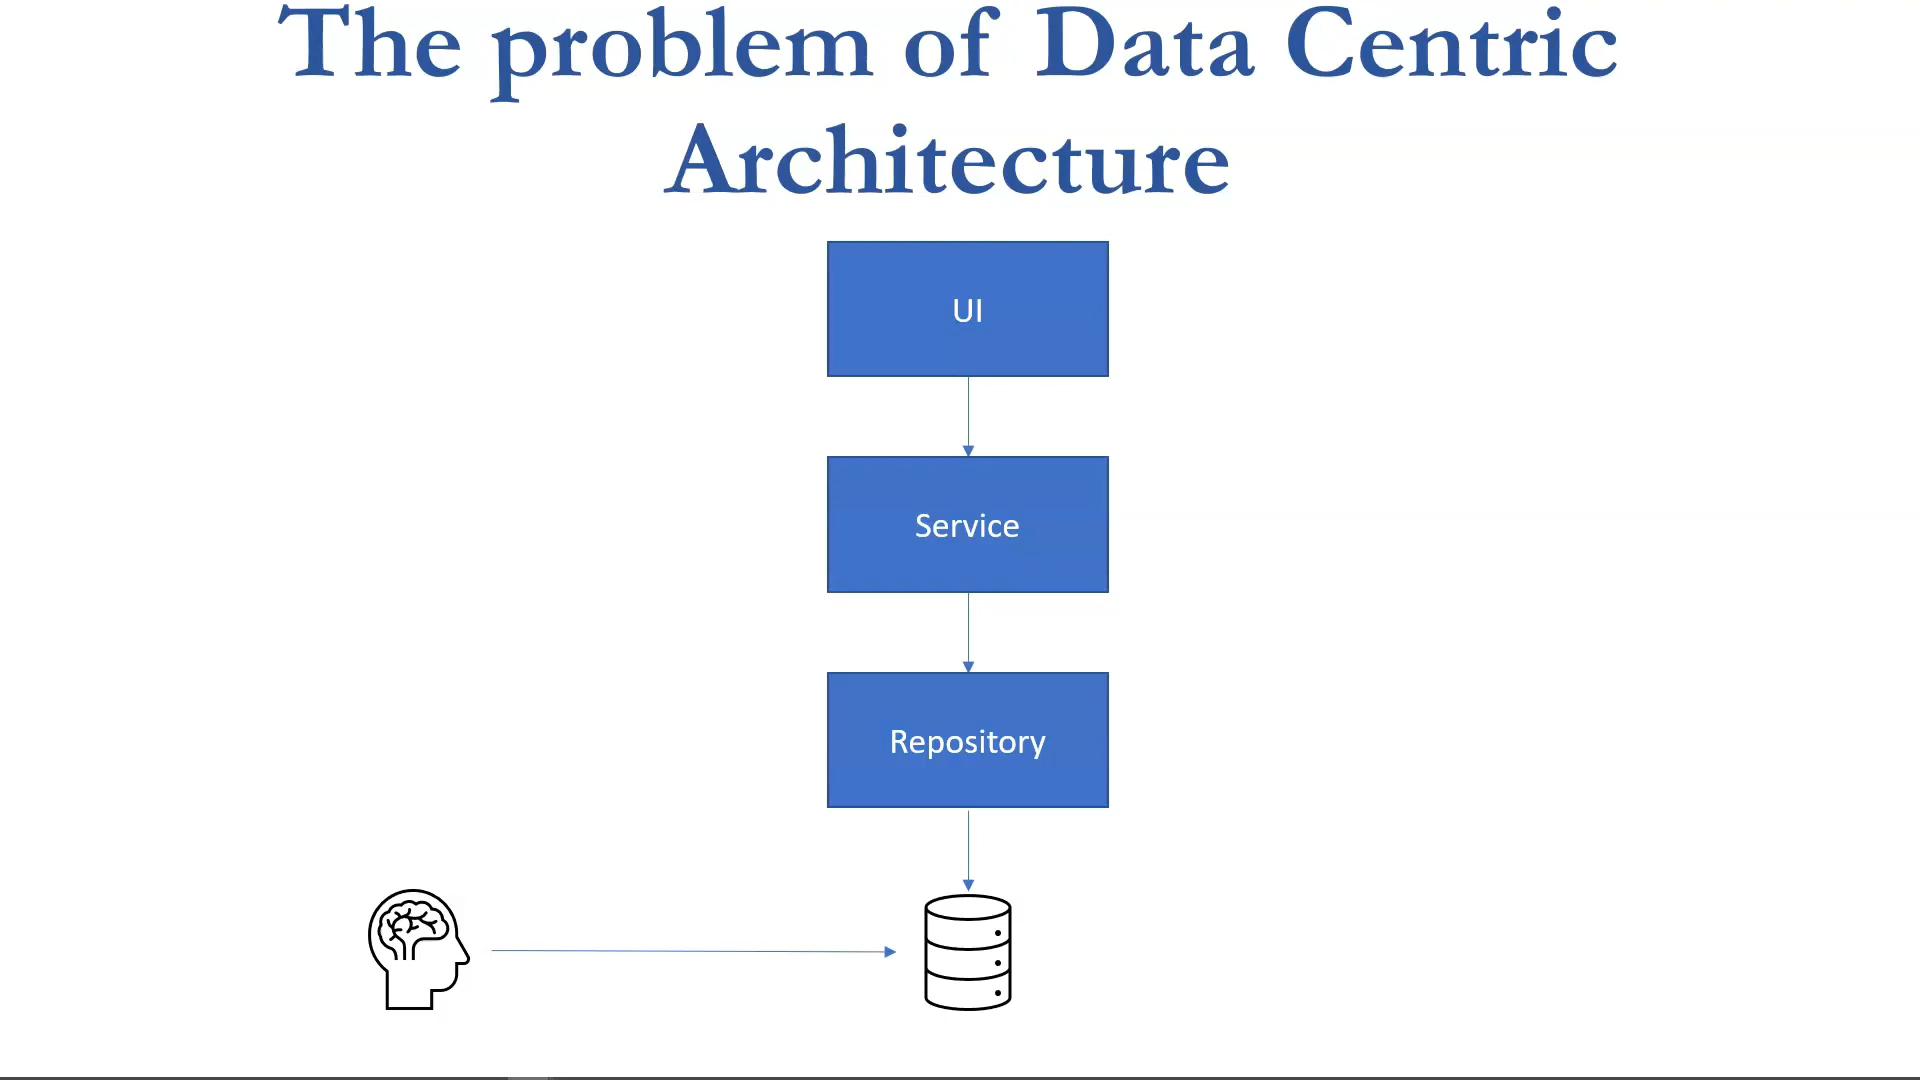 The problem of Data Centric
Architecture
UI
Service
Repository